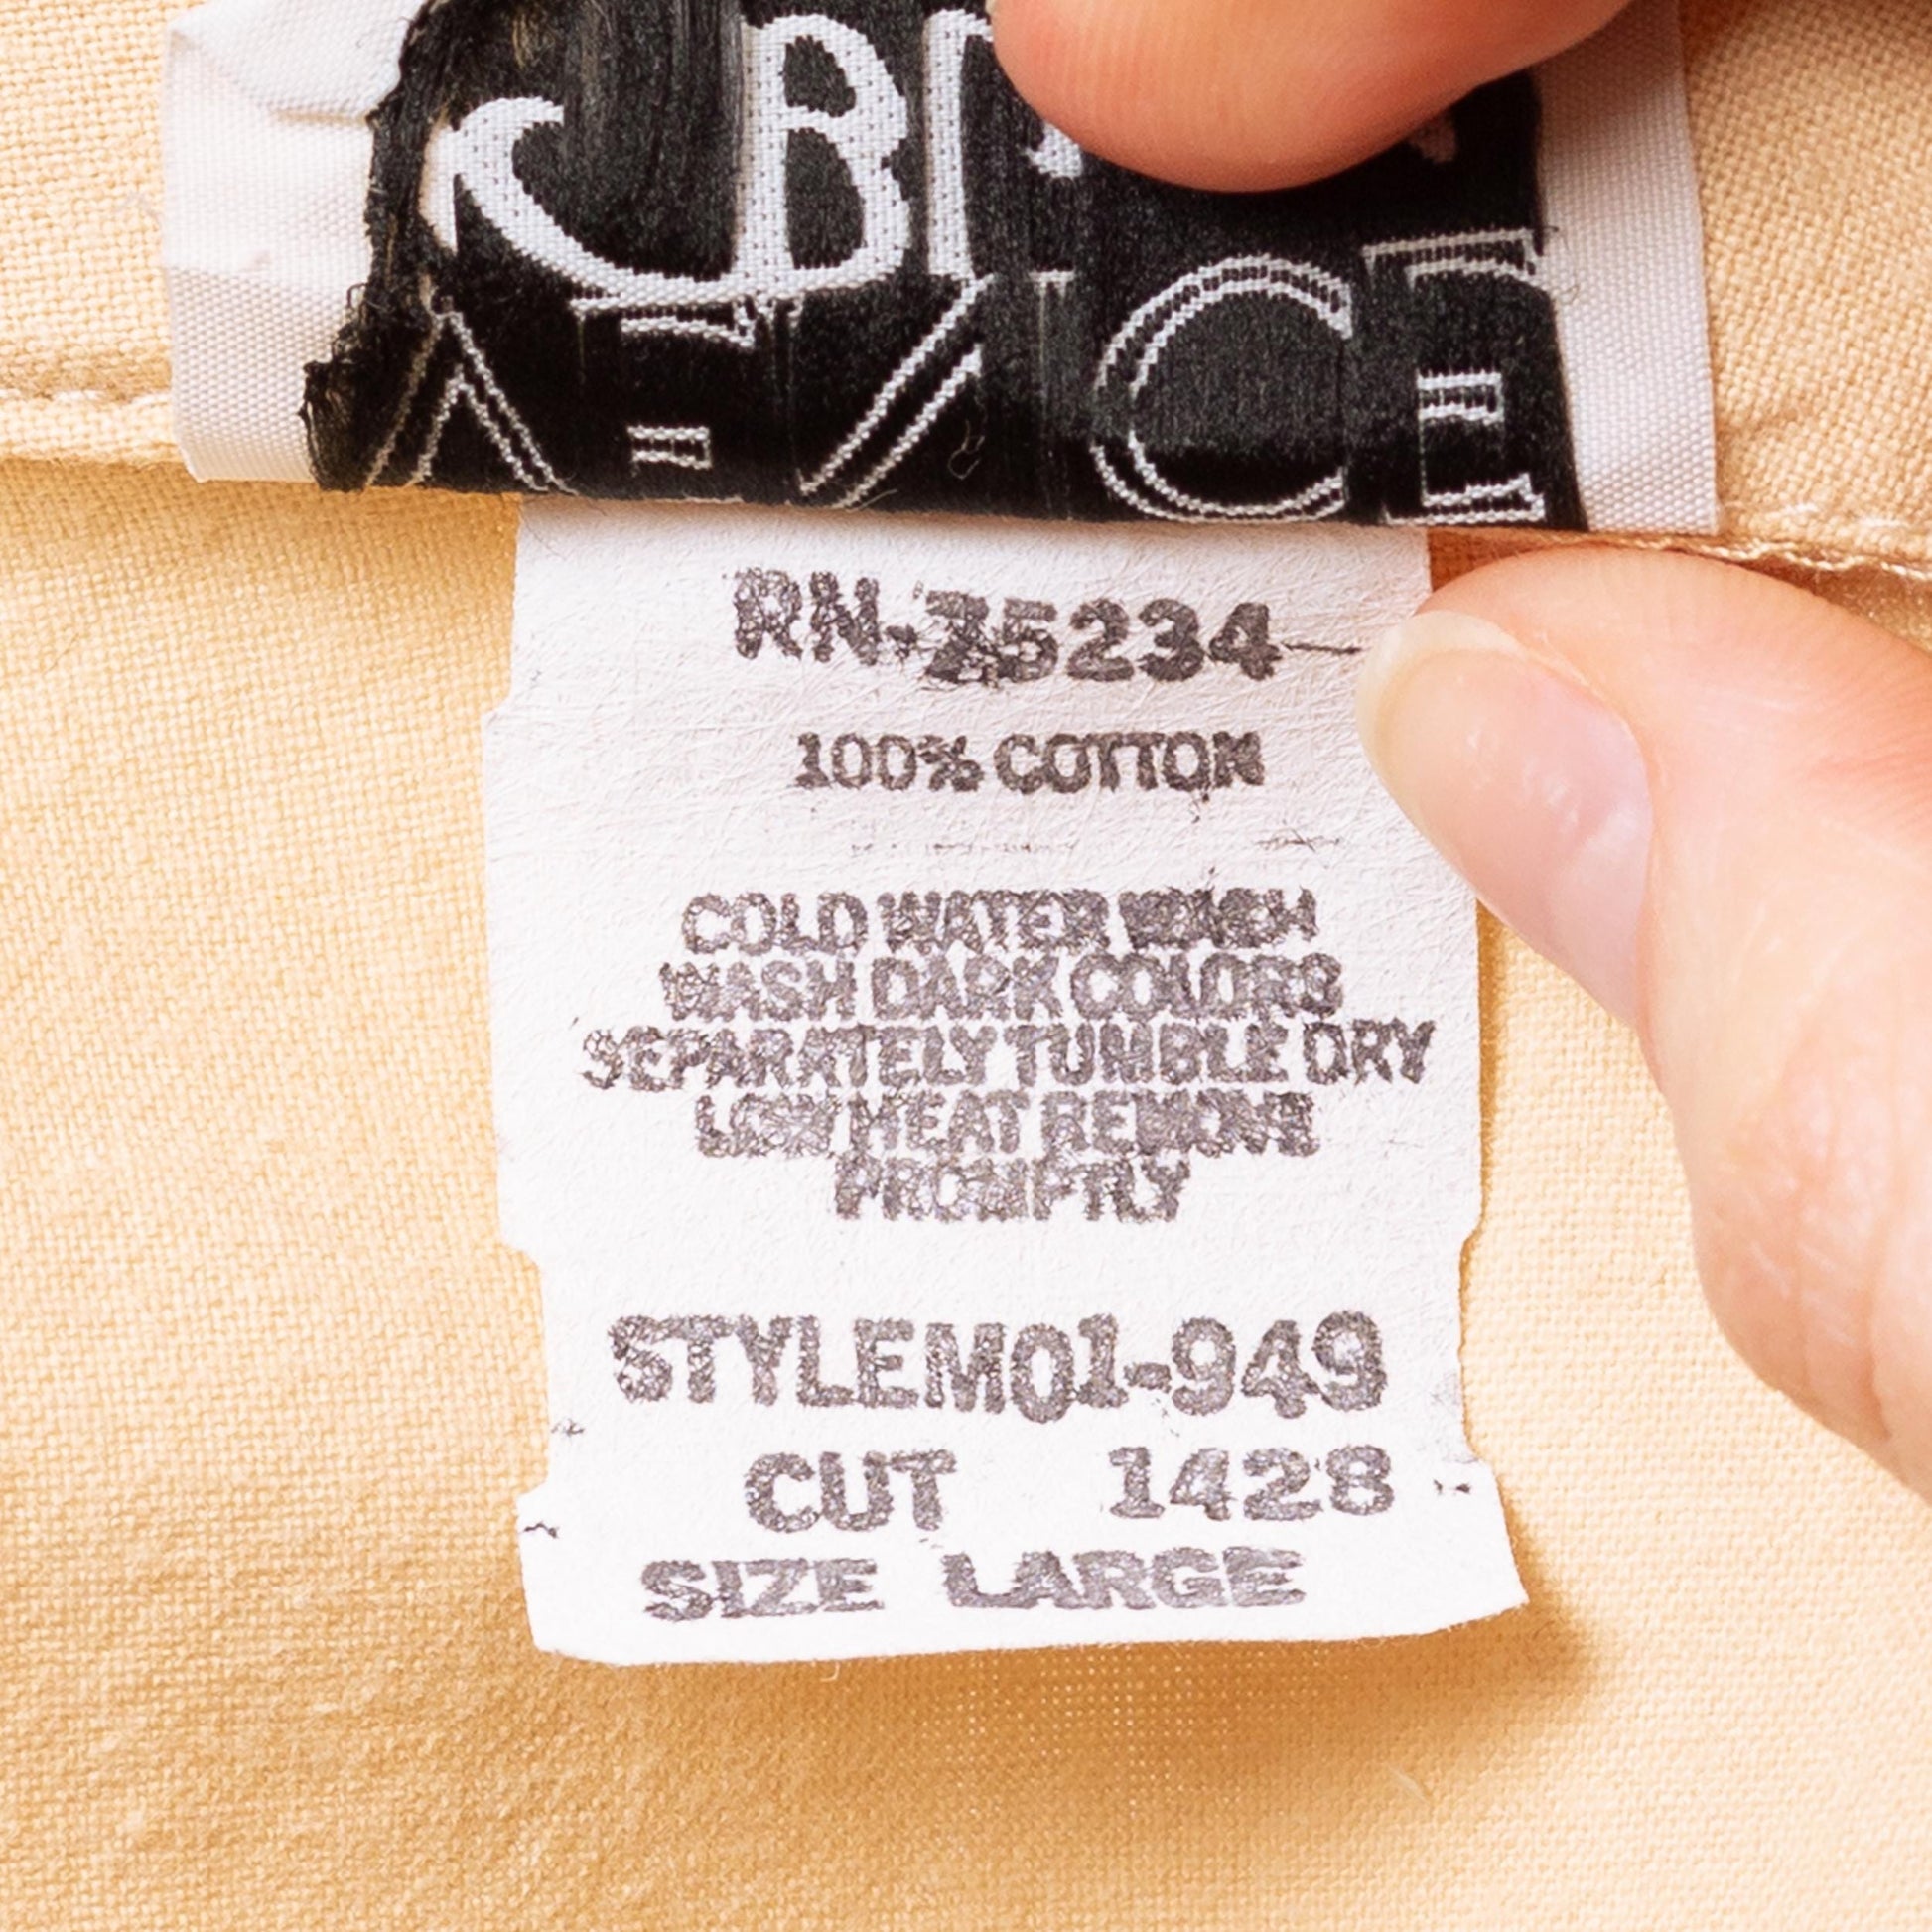 RN-75234
100% COTTON
COLD WATER WASH
WASH DARK COLORS
SEPARATELY TUMBLE DRY
LOW HEAT REMOVE
PROMPTLY
STYLEM01-949
CUT 1428
SIZE LARGE